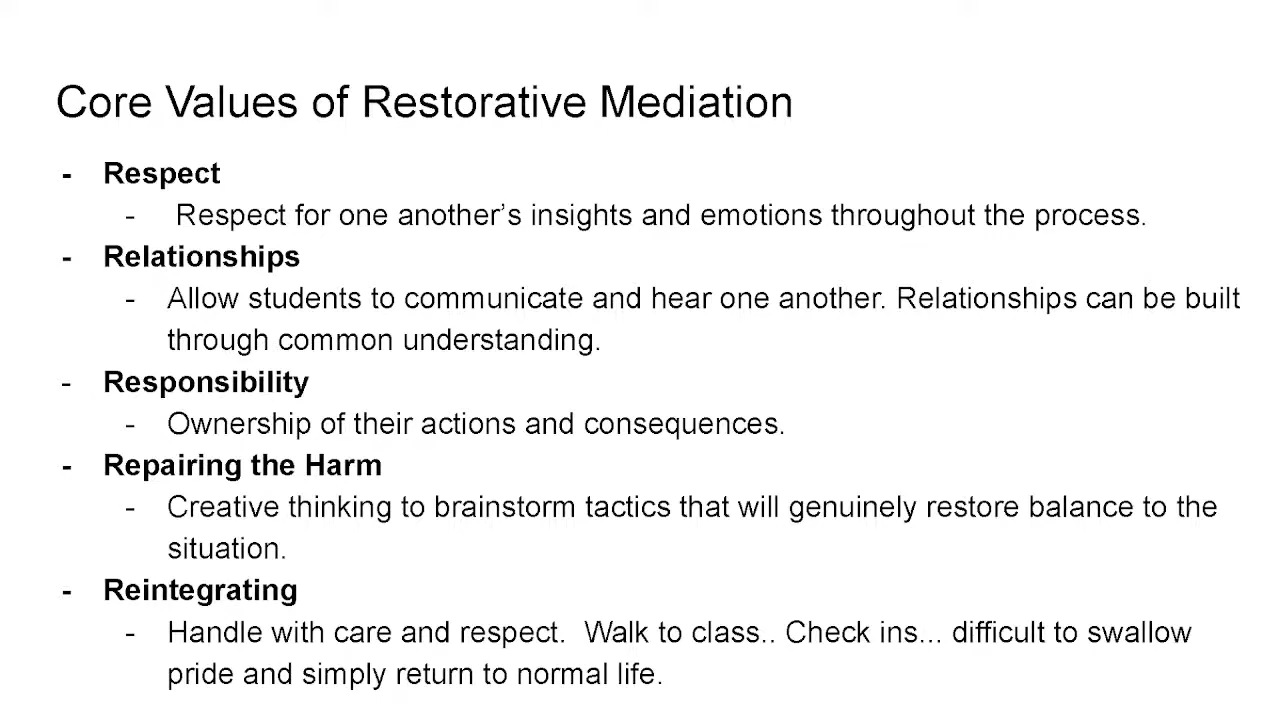 Core Values of Restorative Mediation
- Respect
- Respect for one another’s insights and emotions throughout the process.
- Relationships
- Allow students to communicate and hear one another. Relationships can be built
through common understanding.
- Responsibility
- Ownership of their actions and consequences.
- Repairing the Harm
- Creative thinking to brainstorm tactics that will genuinely restore balance to the
situation.
- Reintegrating
- Handle with care and respect.  Walk to class.. Check ins... difficult to swallow
pride and simply return to normal life.